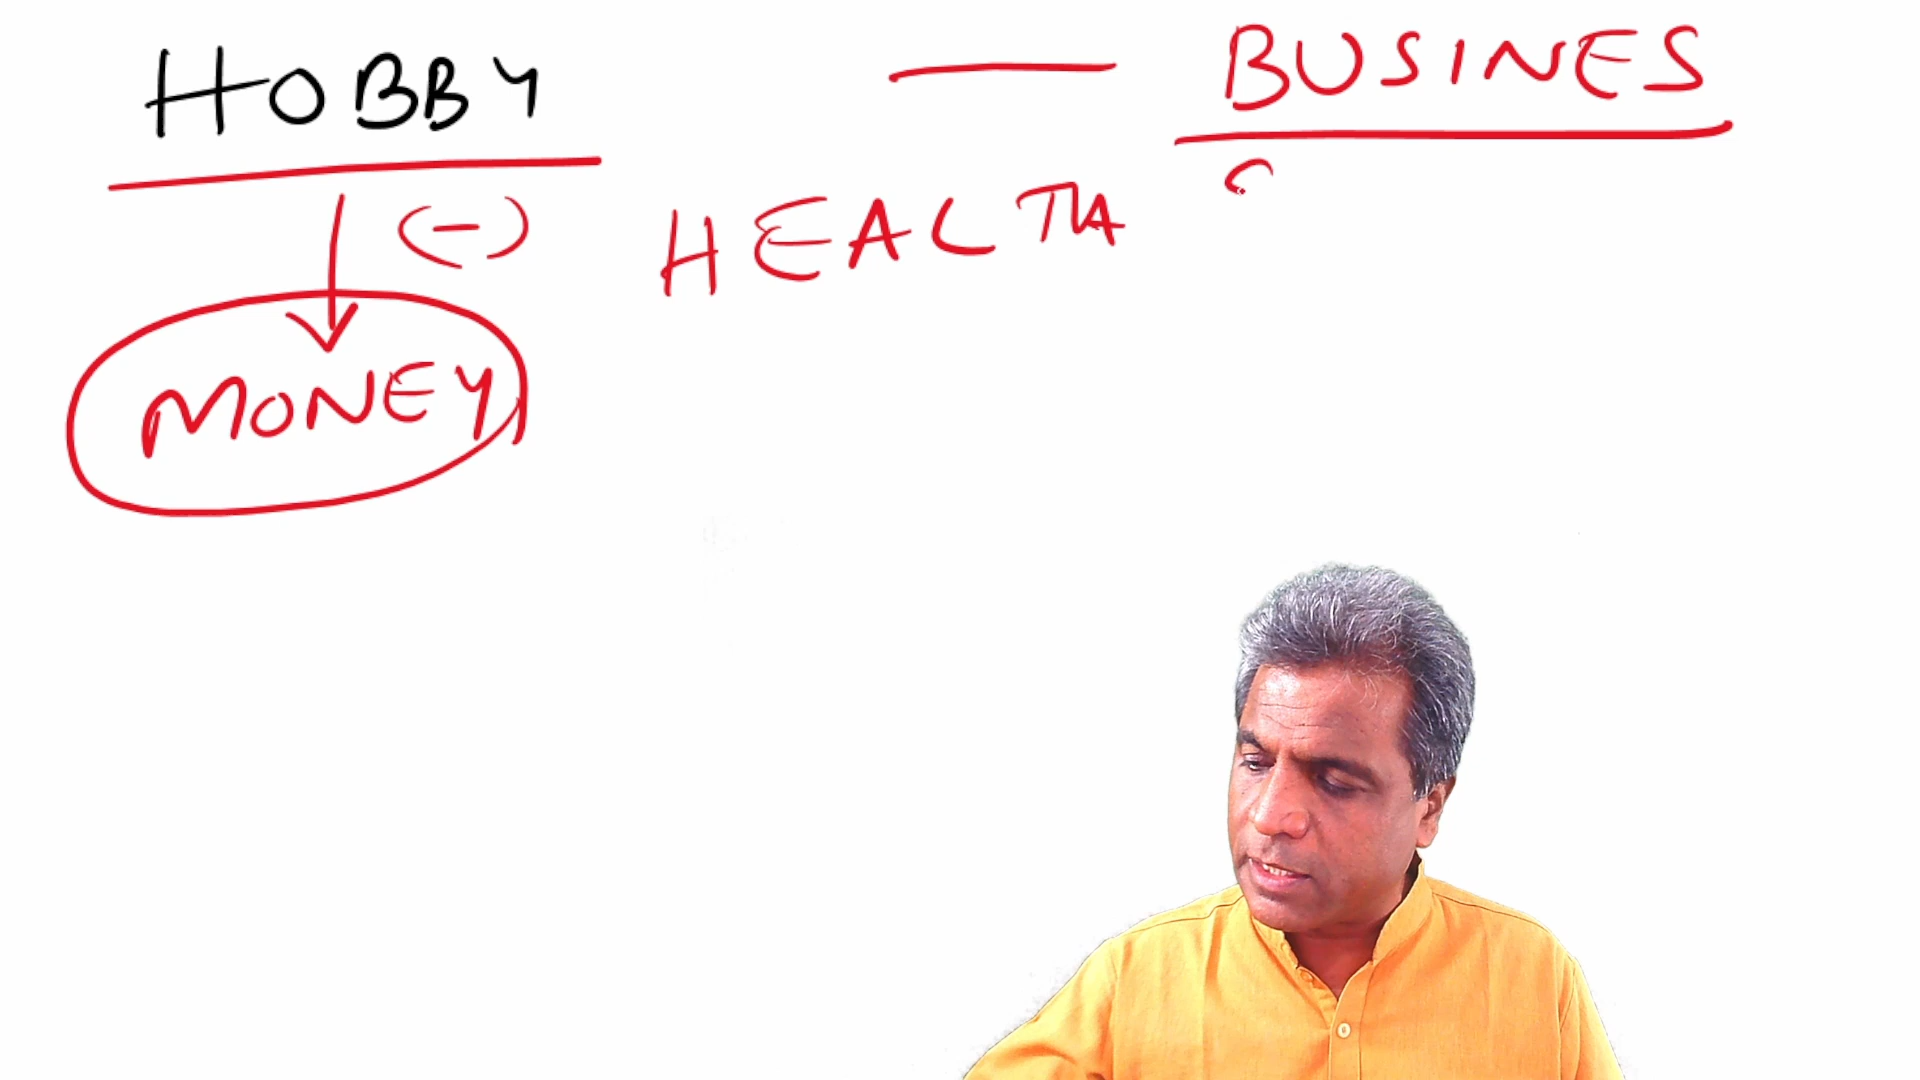 HOBBY — BUSINES
(-) HEALTH
MONEY